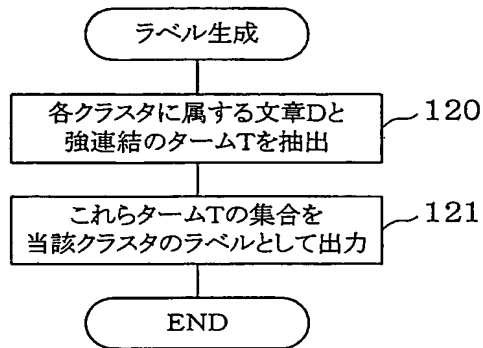 ラベル生成
各クラスタに属する文章Dと
強連結のタームTを抽出
120
これらタームTの集合を
当該クラスタのラベルとして出力
121
END